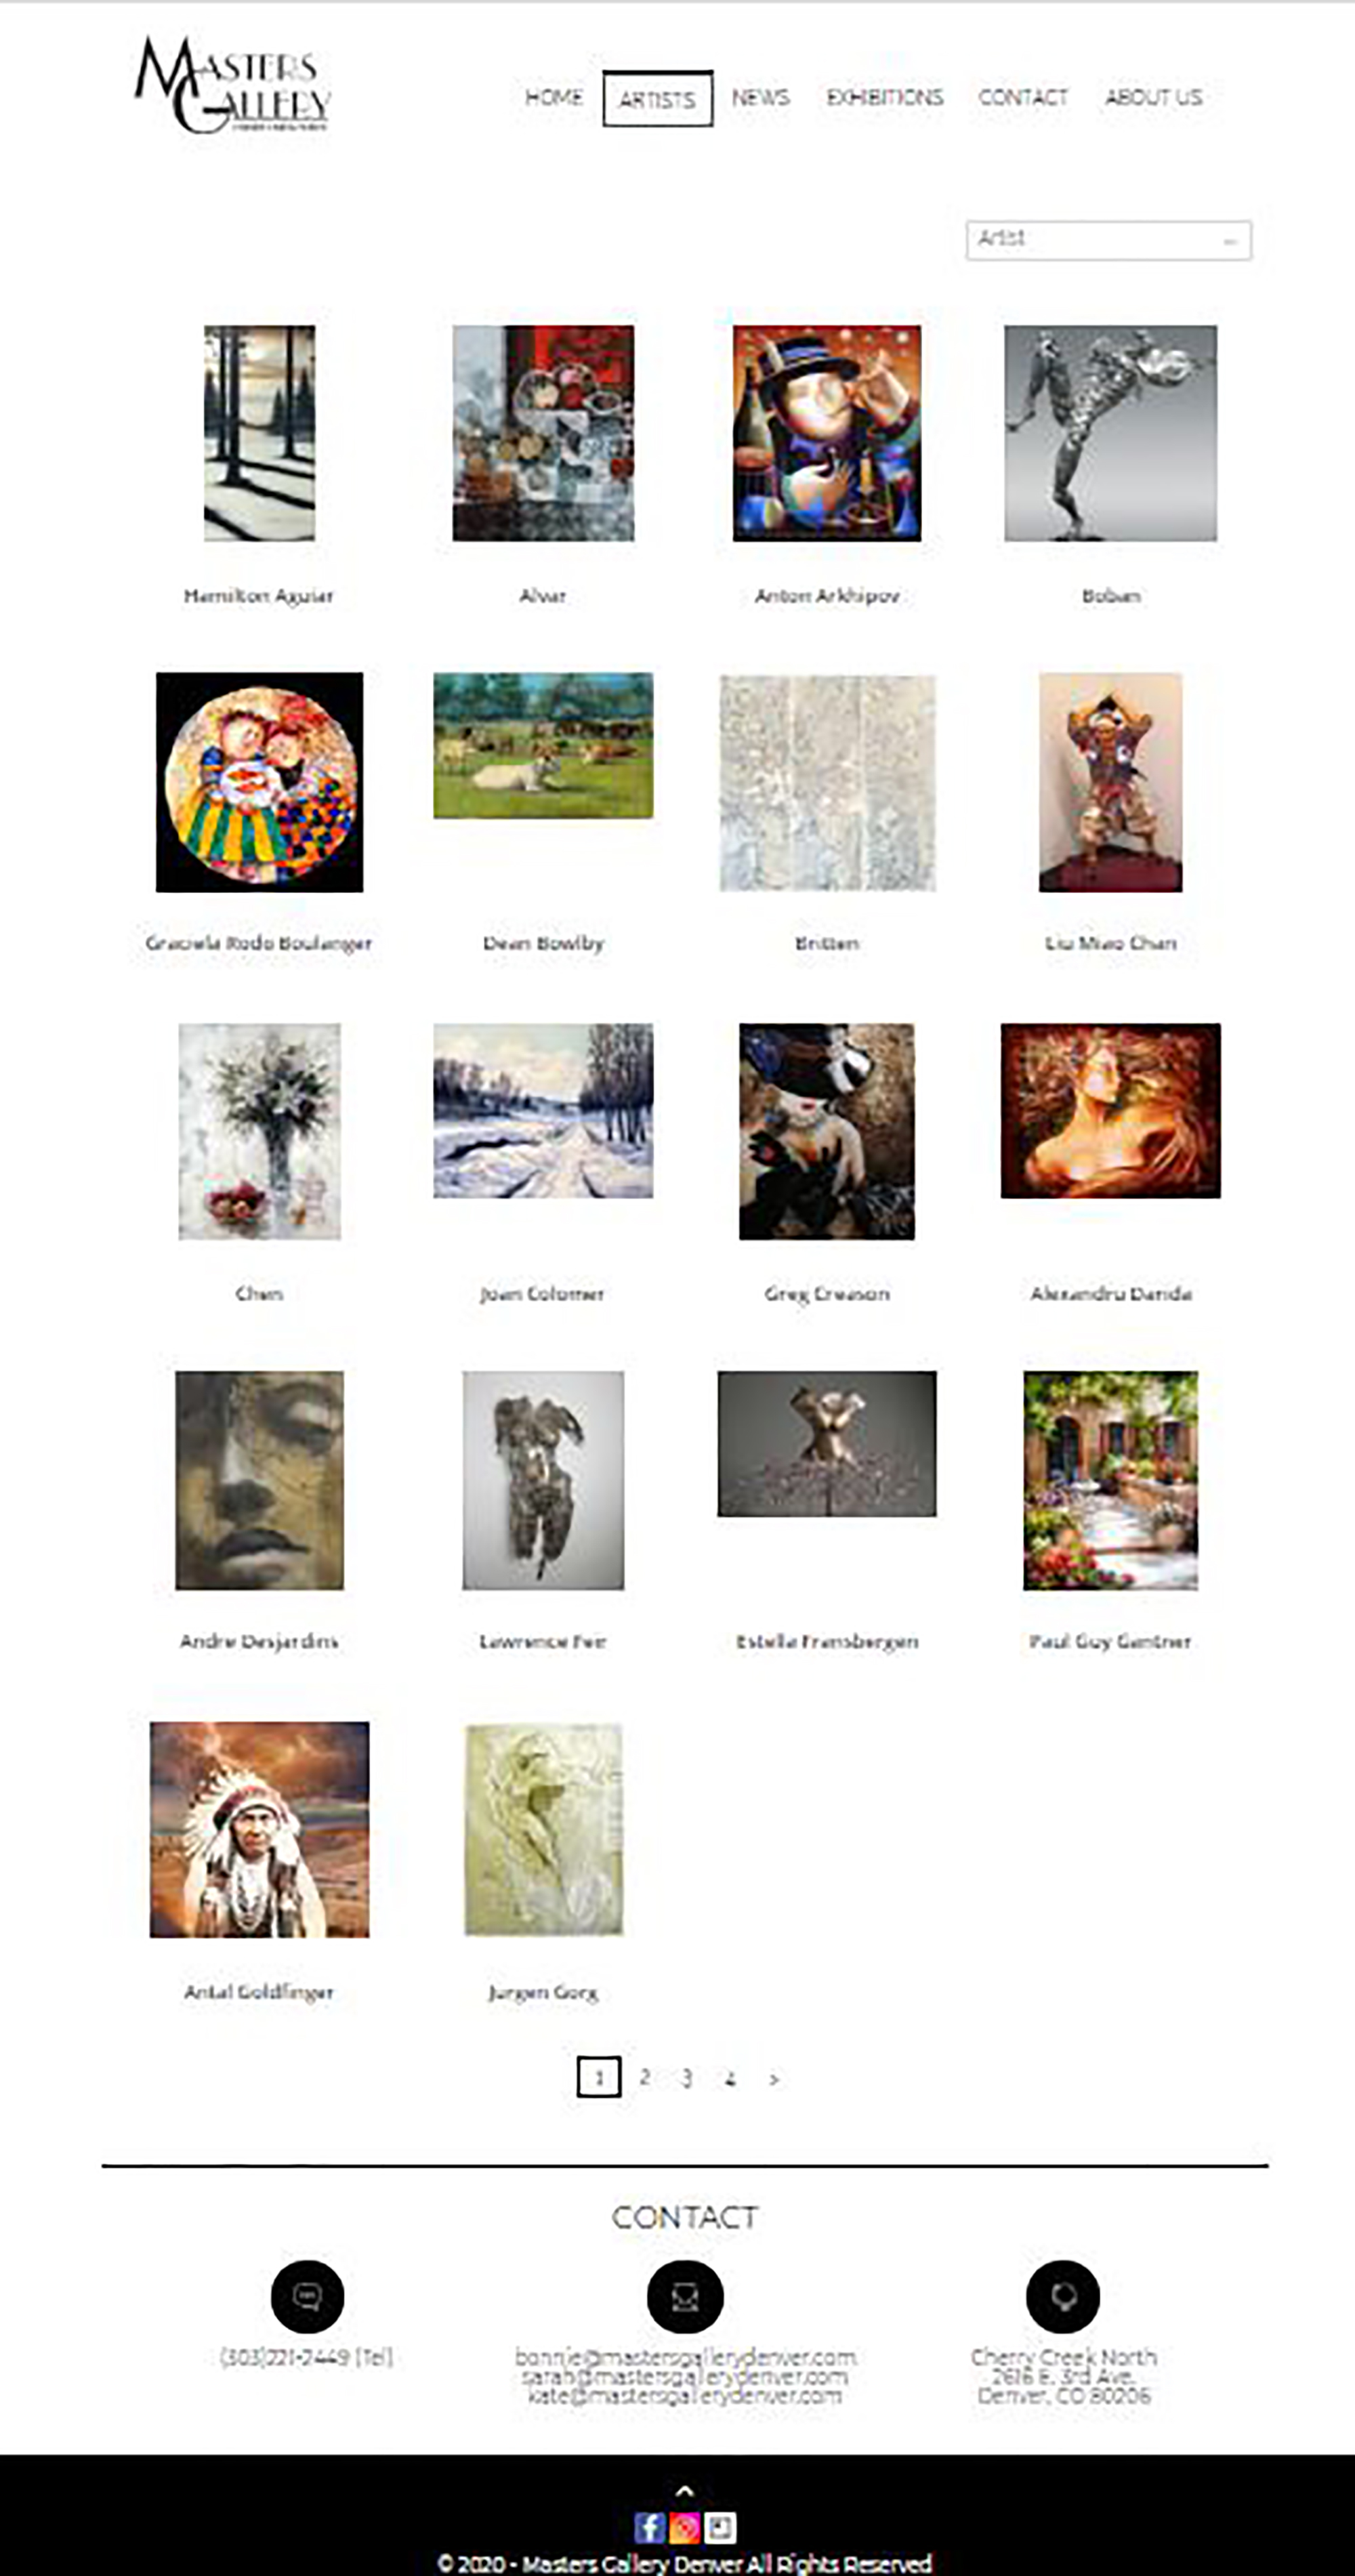 MASTERS
GALLERY
HOME ARTISTS NEWS EXHIBITIONS CONTACT ABOUT US
Artist
Hamilton Aguiar Alvar Anton Arkhipov Boban
Graciela Rodo Boulanger Dean Bowlby Britten Liu Miao Chan
Chen Joan Colomer Greg Creason Alexandru Darida
Andre Desjardins Lawrence Feir Estella Fransbergen Paul Guy Gantner
Antal Goldfinger Jurgen Gorg
1 2 3 4 >
CONTACT
(303)221-2449 [Tel] bonnie@mastersgallerydenver.com Cherry Creek North
sarah@mastersgallerydenver.com 2616 E. 3rd Ave.
kate@mastersgallerydenver.com Denver, CO 80206
© 2020 - Masters Gallery Denver All Rights Reserved